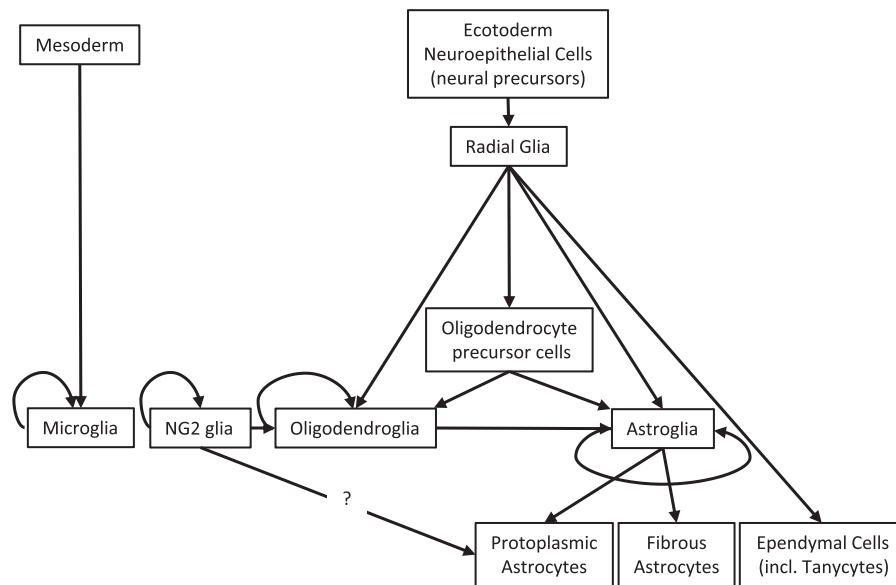 Mesoderm
Ecotoderm
Neuroepithelial Cells
(neural precursors)
Radial Glia
Oligodendrocyte
precursor cells
Microglia
NG2 glia
Oligodendroglia
Astroglia
?
Protoplasmic
Astrocytes
Fibrous
Astrocytes
Ependymal Cells
(incl. Tanycytes)